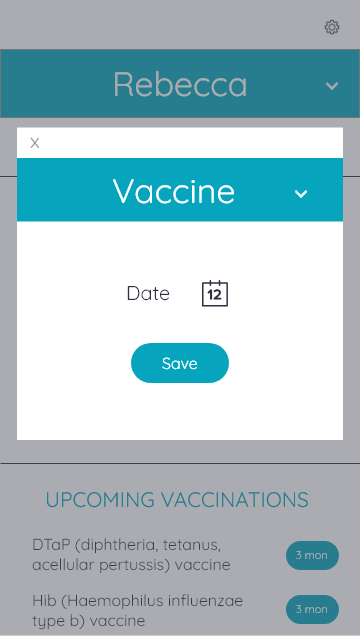 Rebecca
X
Vaccine
Date
12
Save
UPCOMING VACCINATIONS
DTaP (diphtheria, tetanus,
acellular pertussis) vaccine
3 mon
Hib (Haemophilus influenzae
type b) vaccine
3 mon